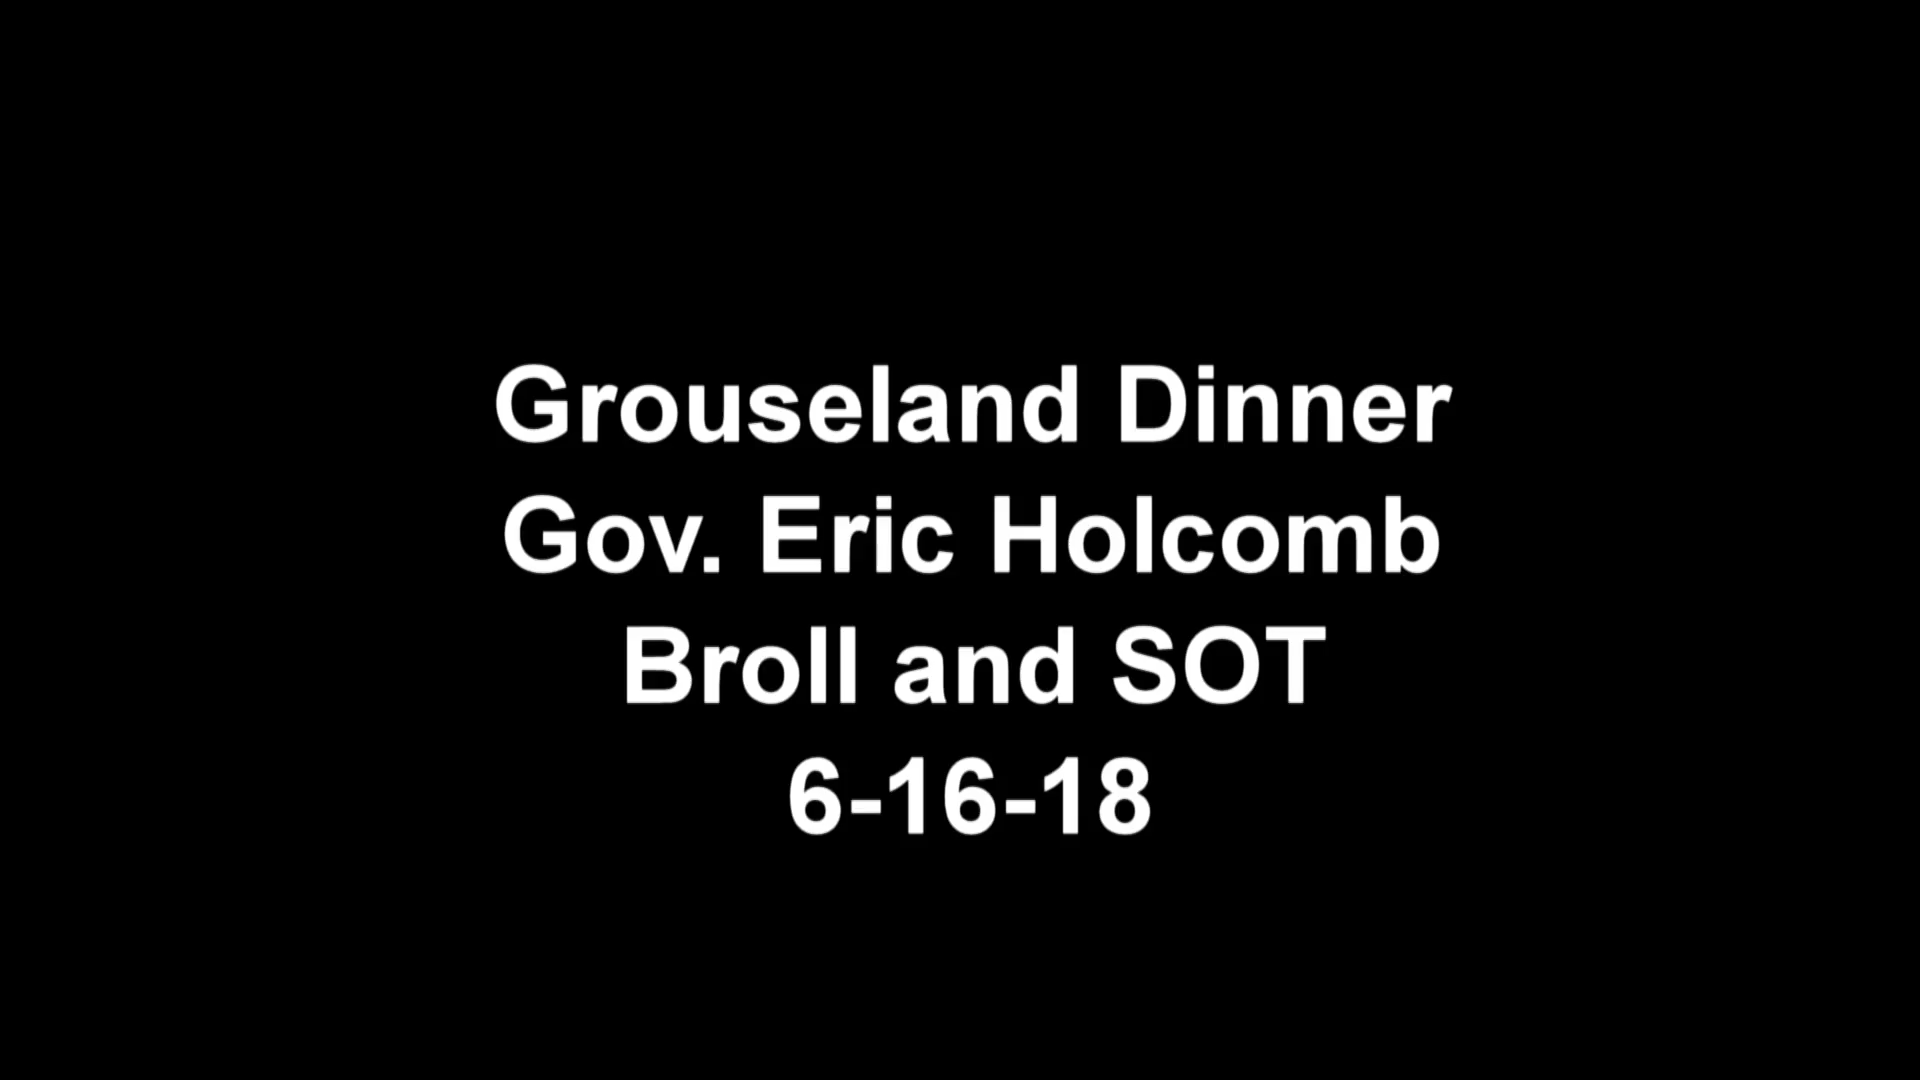 Grouseland Dinner
Gov. Eric Holcomb
Broll and SOT
6-16-18